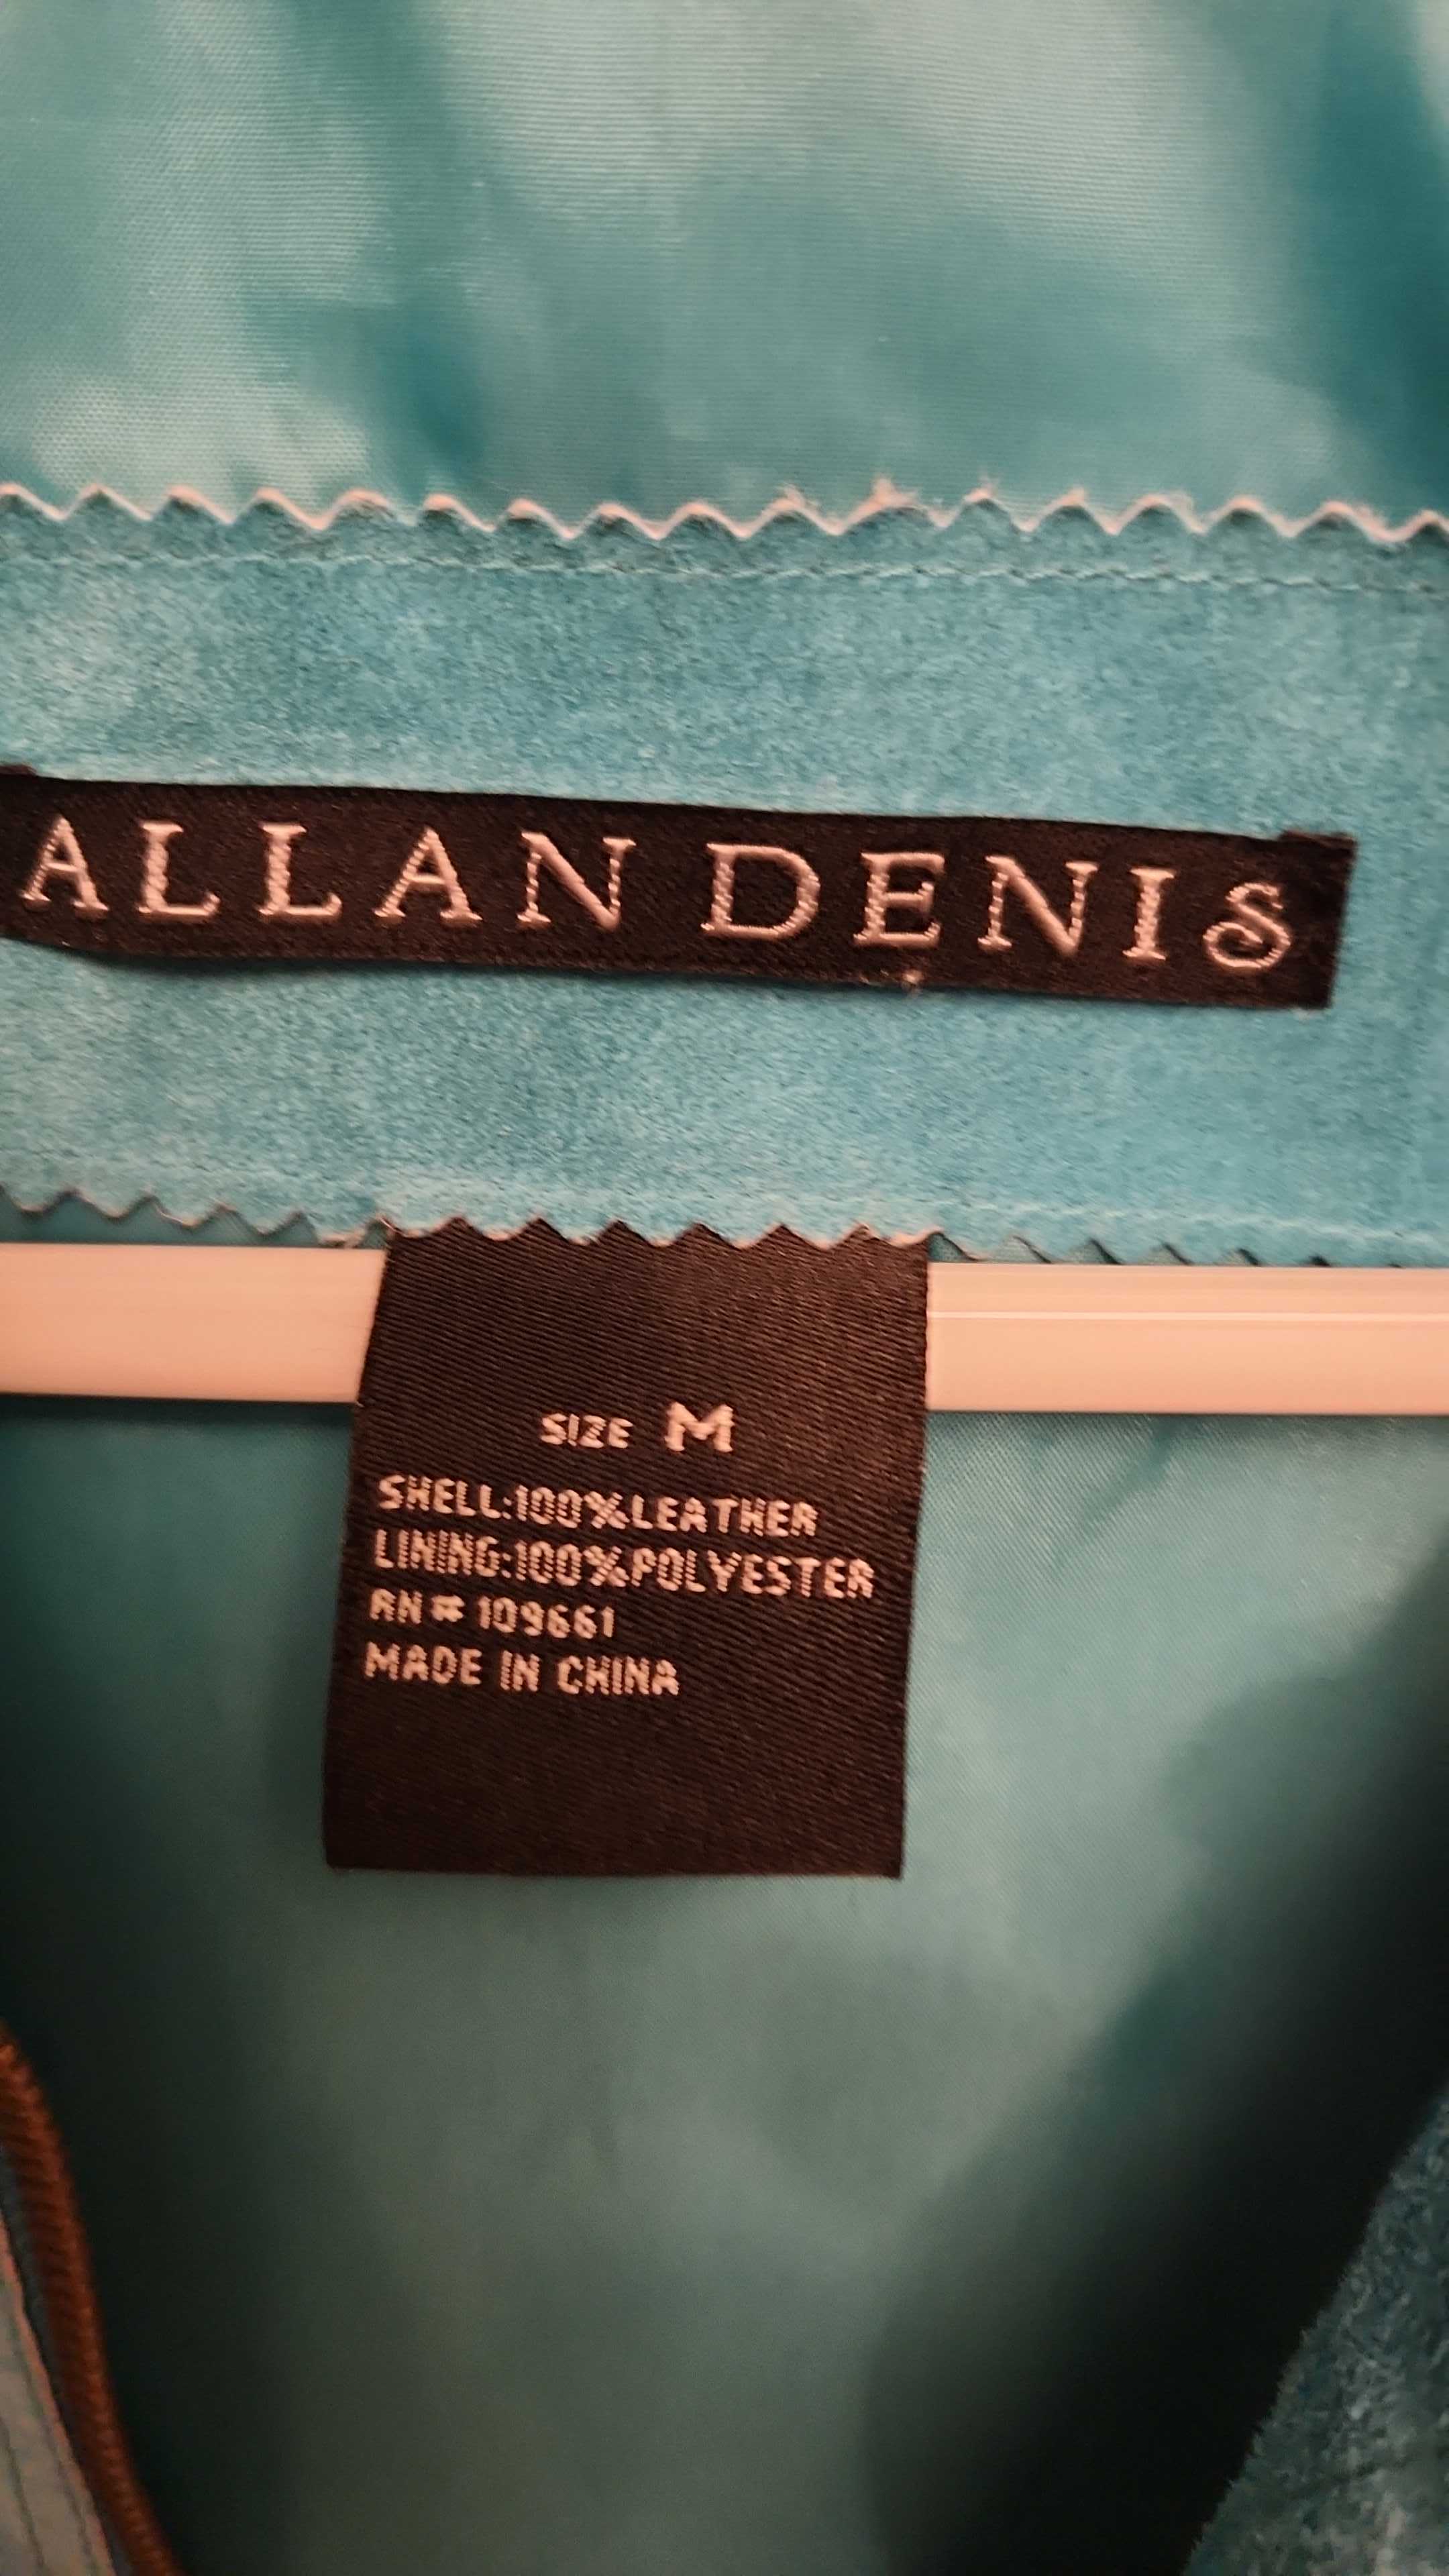 ALLAN DENIS
SIZE M
SHELL:100%LEATHER
LINING:100%POLYESTER
RN# 109661
MADE IN CHINA